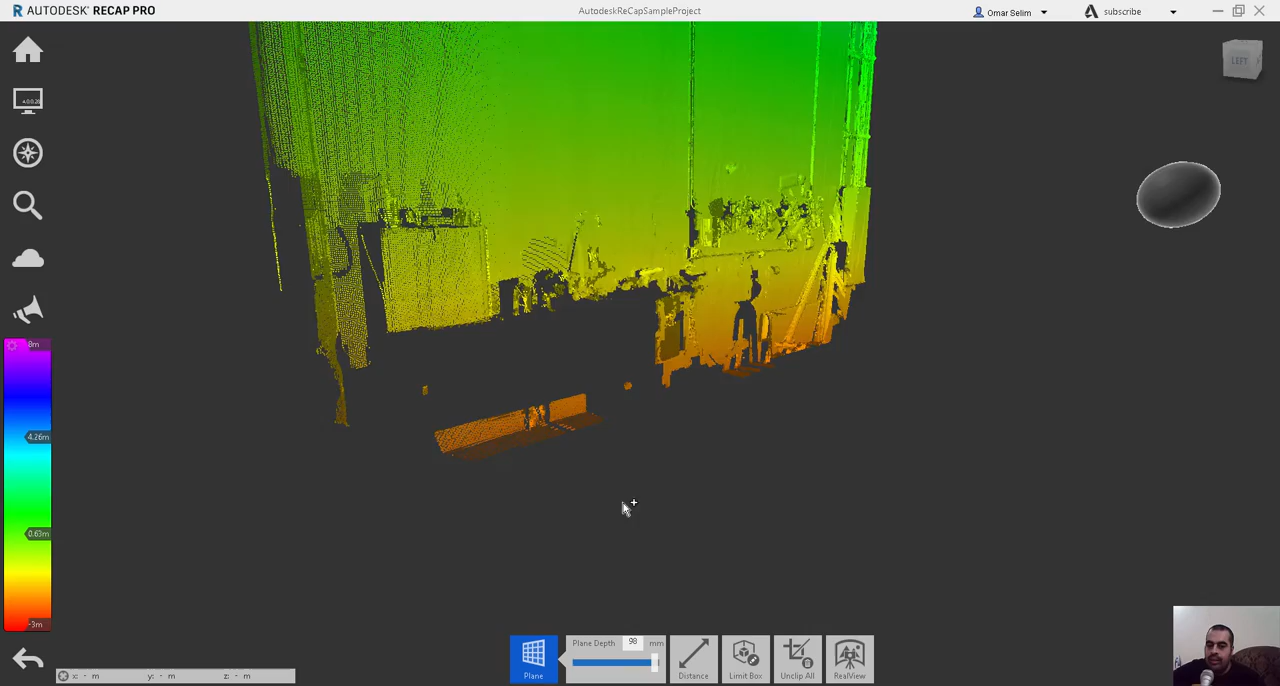 R AUTODESK RECAP PRO
AutodeskReCapSampleProject
Omar Selim
subscribe
LEFT
8m
4.26m
0.63m
-3m
Plane
Plane Depth 98 mm
Distance
Limit Box
Unclip All
RealView
x: - m y: - m z: - m